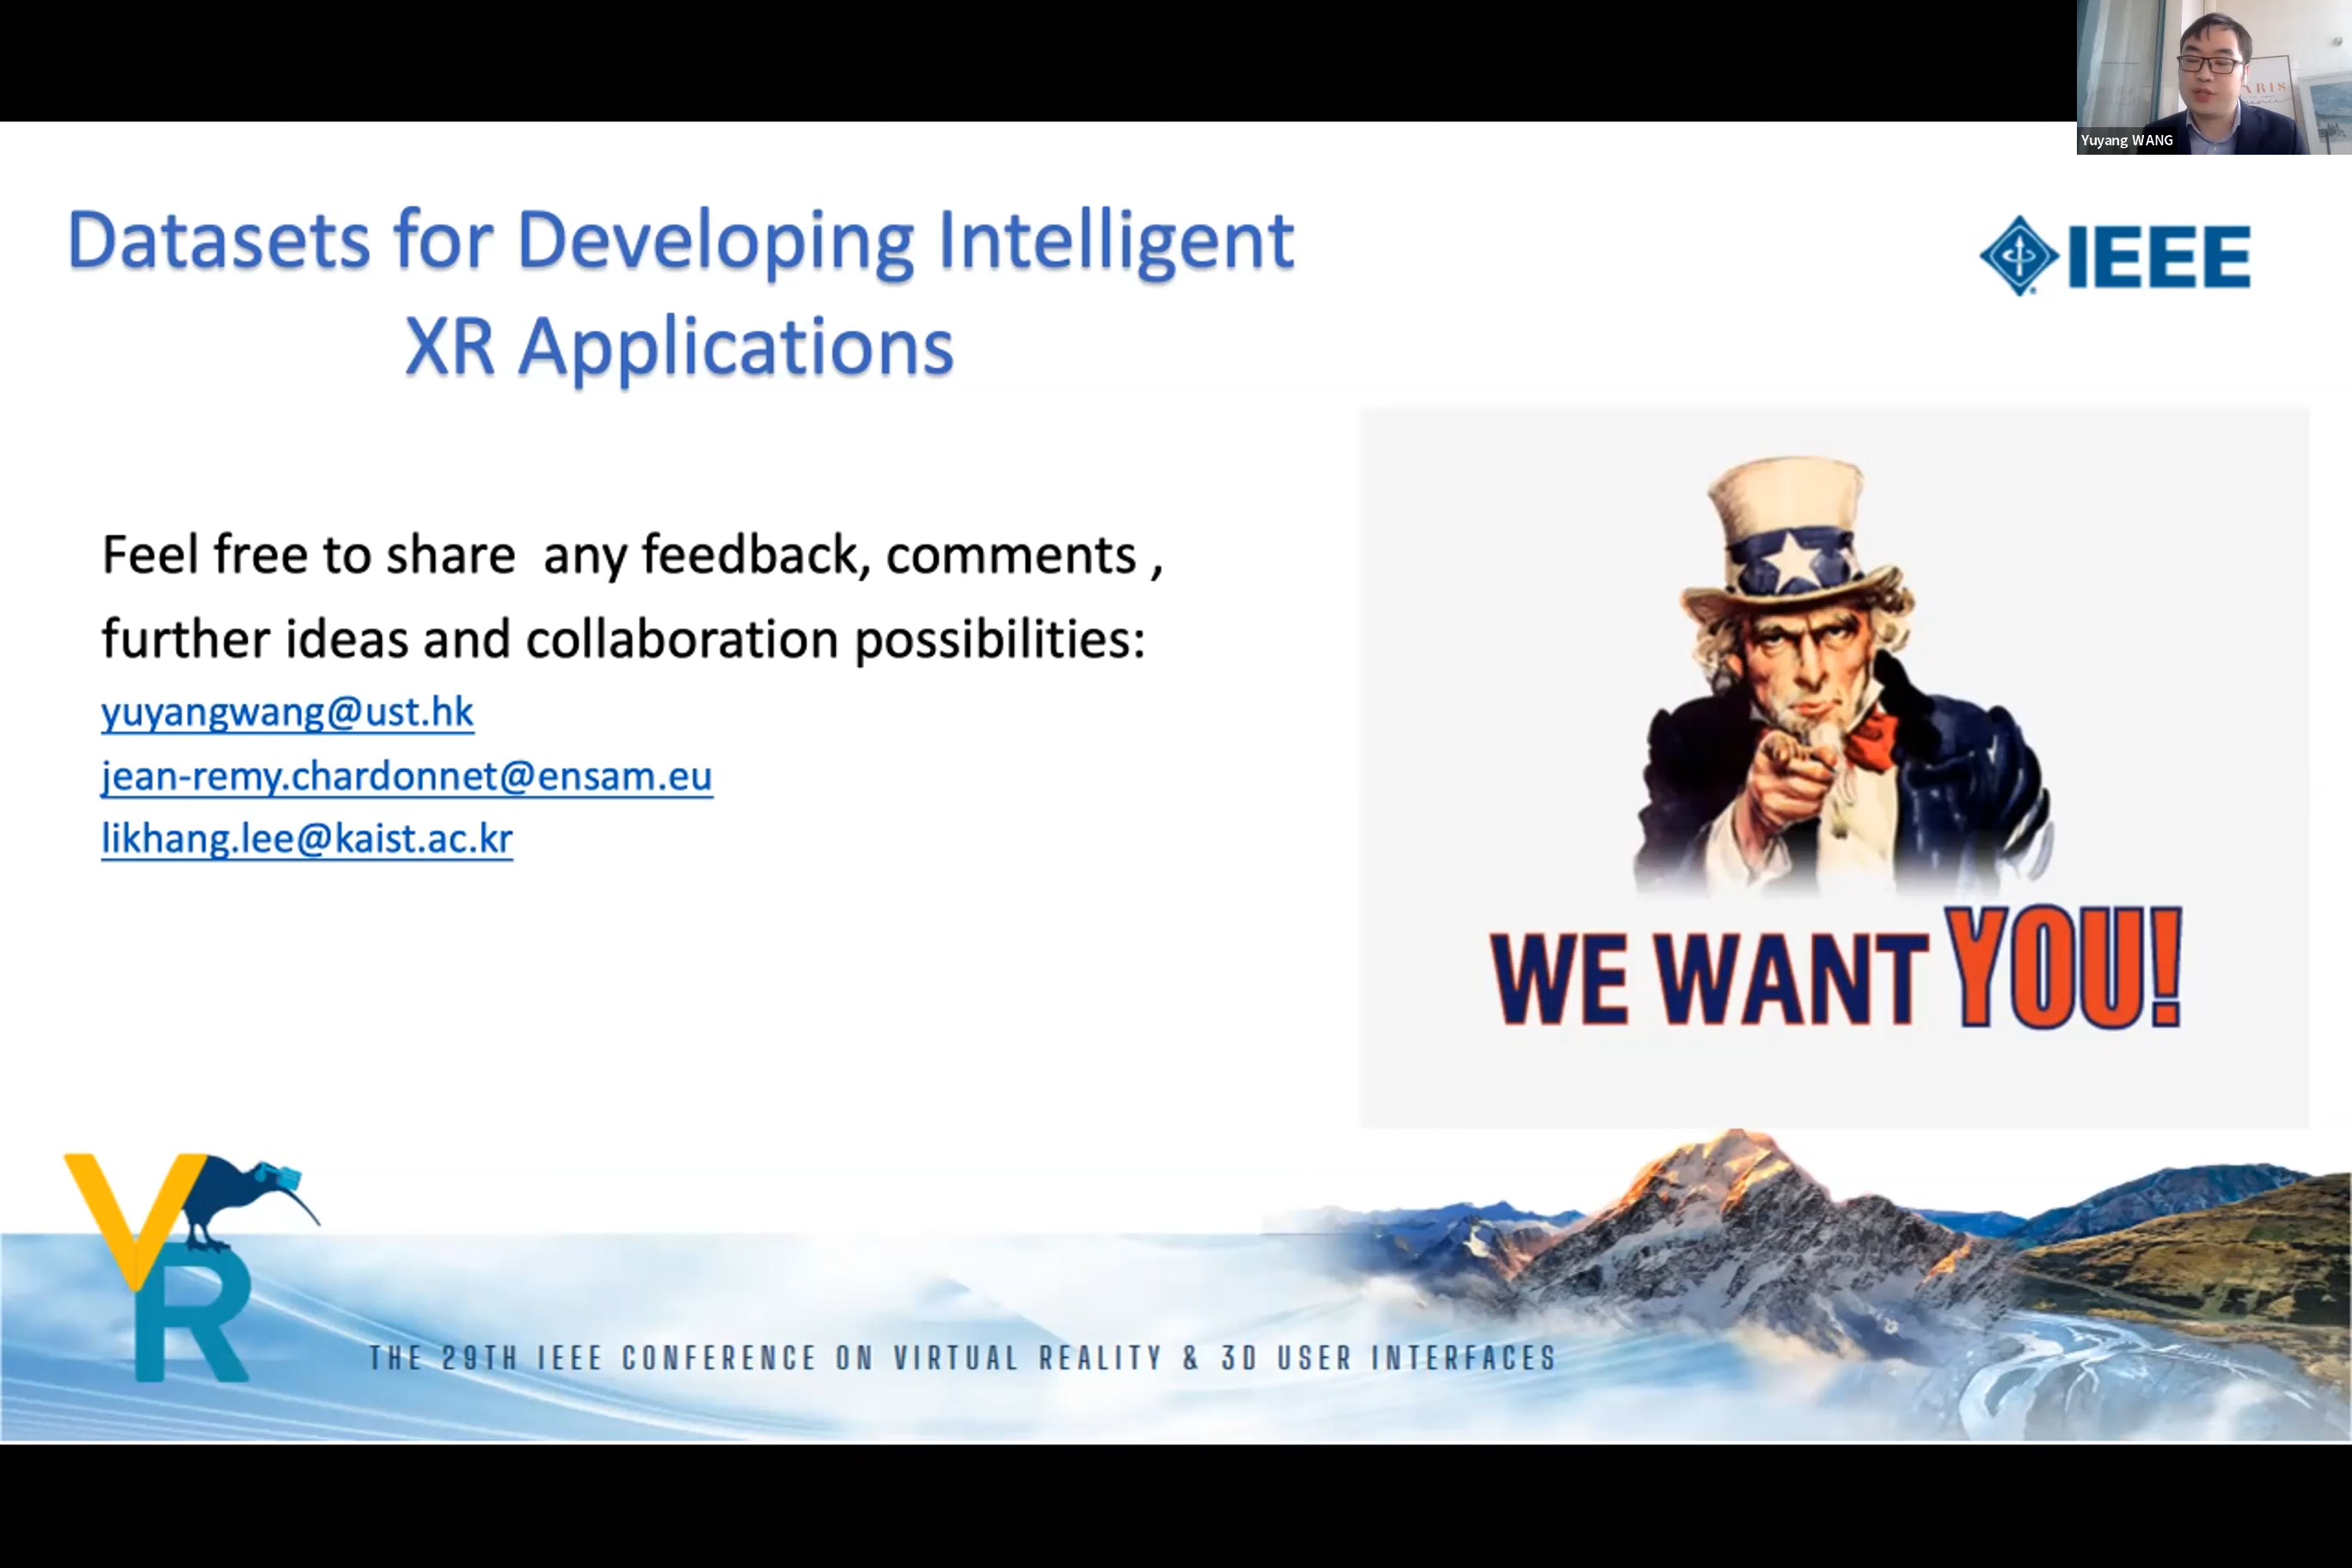 Yuyang WANG
Datasets for Developing Intelligent
XR Applications
IEEE
Feel free to share  any feedback, comments ,
further ideas and collaboration possibilities:
yuyangwang@ust.hk
jean-remy.chardonnet@ensam.eu
likhang.lee@kaist.ac.kr
WE WANT YOU!
VR
THE 29TH IEEE CONFERENCE ON VIRTUAL REALITY & 3D USER INTERFACES